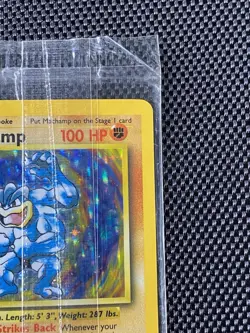 oke Put Machamp on the Stage 1 card
mp 100 HP
n. Length: 5' 3", Weight: 287 lbs.
Strikes Back Whenever your